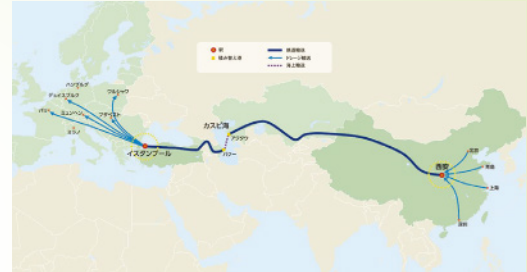 駅
積み替え港
鉄道輸送
ドレージ輸送
海上輸送
ハンブルグ
デュイスブルク
ワルシャワ
パリ
ミュンヘン
ブダペスト
ミラノ
イスタンブール
カスピ海
アクタウ
バクー
西安
北京
青島
上海
深圳